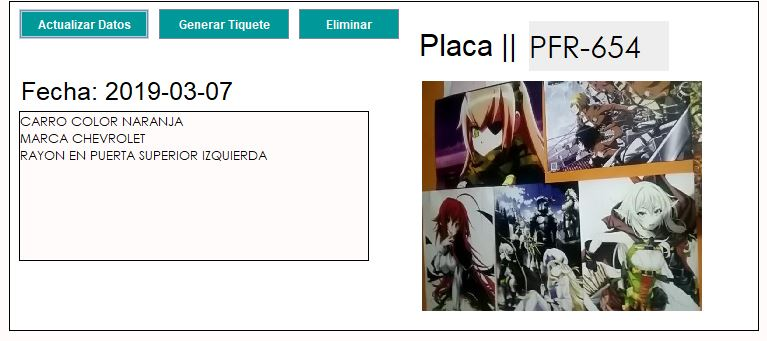 Actualizar Datos Generar Tiquete Eliminar
Placa || PFR-654
Fecha: 2019-03-07
CARRO COLOR NARANJA
MARCA CHEVROLET
RAYON EN PUERTA SUPERIOR IZQUIERDA